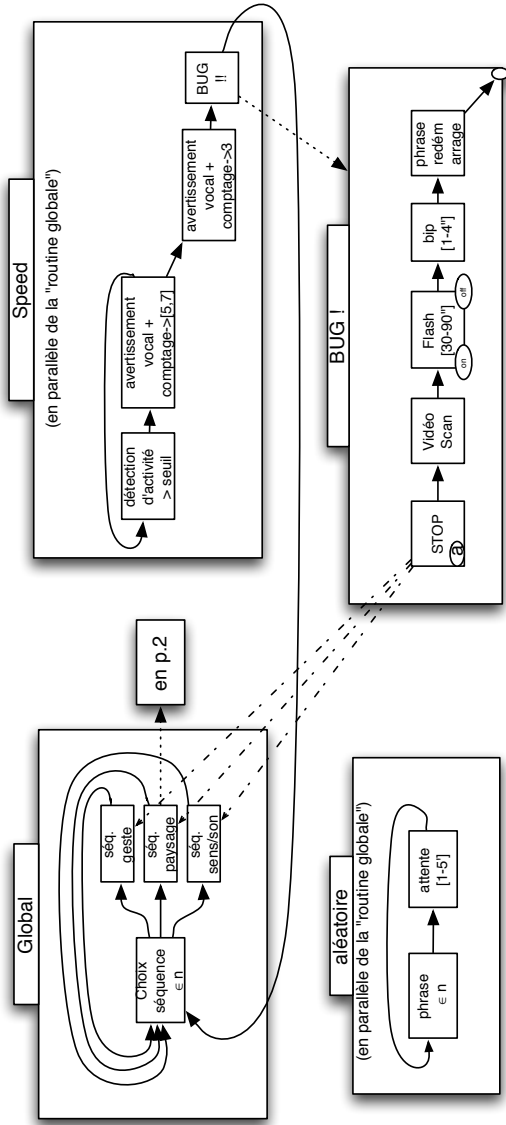 Global
Choix
séquence
∈ n
séq.
geste
séq.
paysage
séq.
sens/son
en p.2
Speed
(en parallèle de la "routine globale")
détection
d'activité
> seuil
avertissement
vocal +
comptage->[5,7]
avertissement
vocal +
comptage->3
BUG
!!
aléatoire
(en parallèle de la "routine globale")
phrase
∈ n
attente
[1-5']
BUG !
STOP
a
Vidéo
Scan
Flash
[30-90"]
on
off
bip
[1-4"]
phrase
redém
arrage